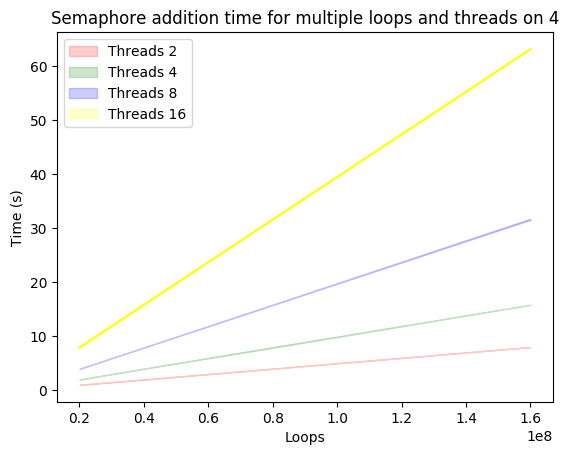 Semaphore addition time for multiple loops and threads on 4
Threads 2
Threads 4
Threads 8
Threads 16
Time (s)
60
50
40
30
20
10
0
0.2 0.4 0.6 0.8 1.0 1.2 1.4 1.6
1e8
Loops